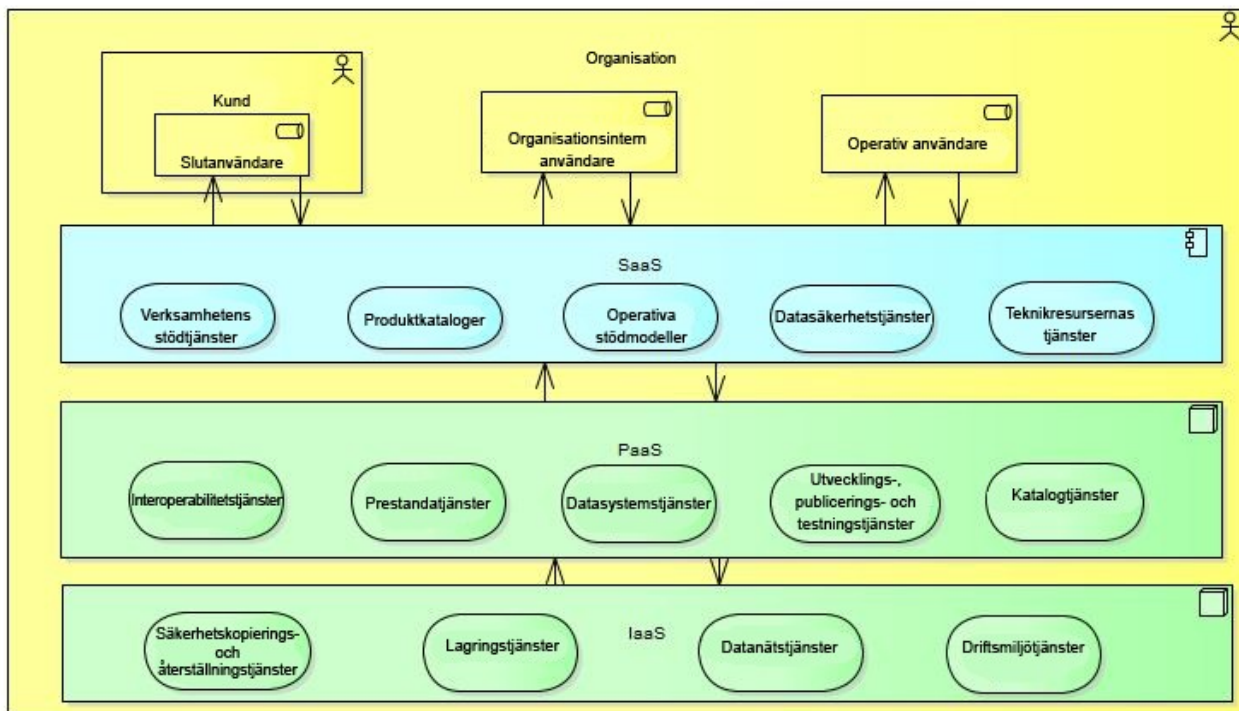 Organisation
Kund
Slutanvändare
Organisationsintern
användare
Operativ användare
SaaS
Verksamhetens
stödtjänster
Produktkataloger
Operativa
stödmodeller
Datasäkerhetstjänster
Teknikresursernas
tjänster
PaaS
Interoperabilitetstjänster
Prestandatjänster
Datasystemstjänster
Utvecklings-,
publicerings- och
testningstjänster
Katalogtjänster
IaaS
Säkerhetskopierings-
och
återställningstjänster
Lagringstjänster
Datanätstjänster
Driftsmiljötjänster